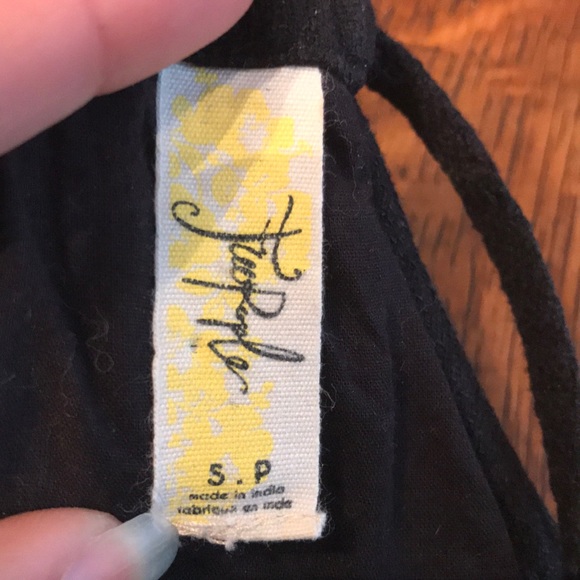 Free People
S.P
made in india
fabriqué en inde